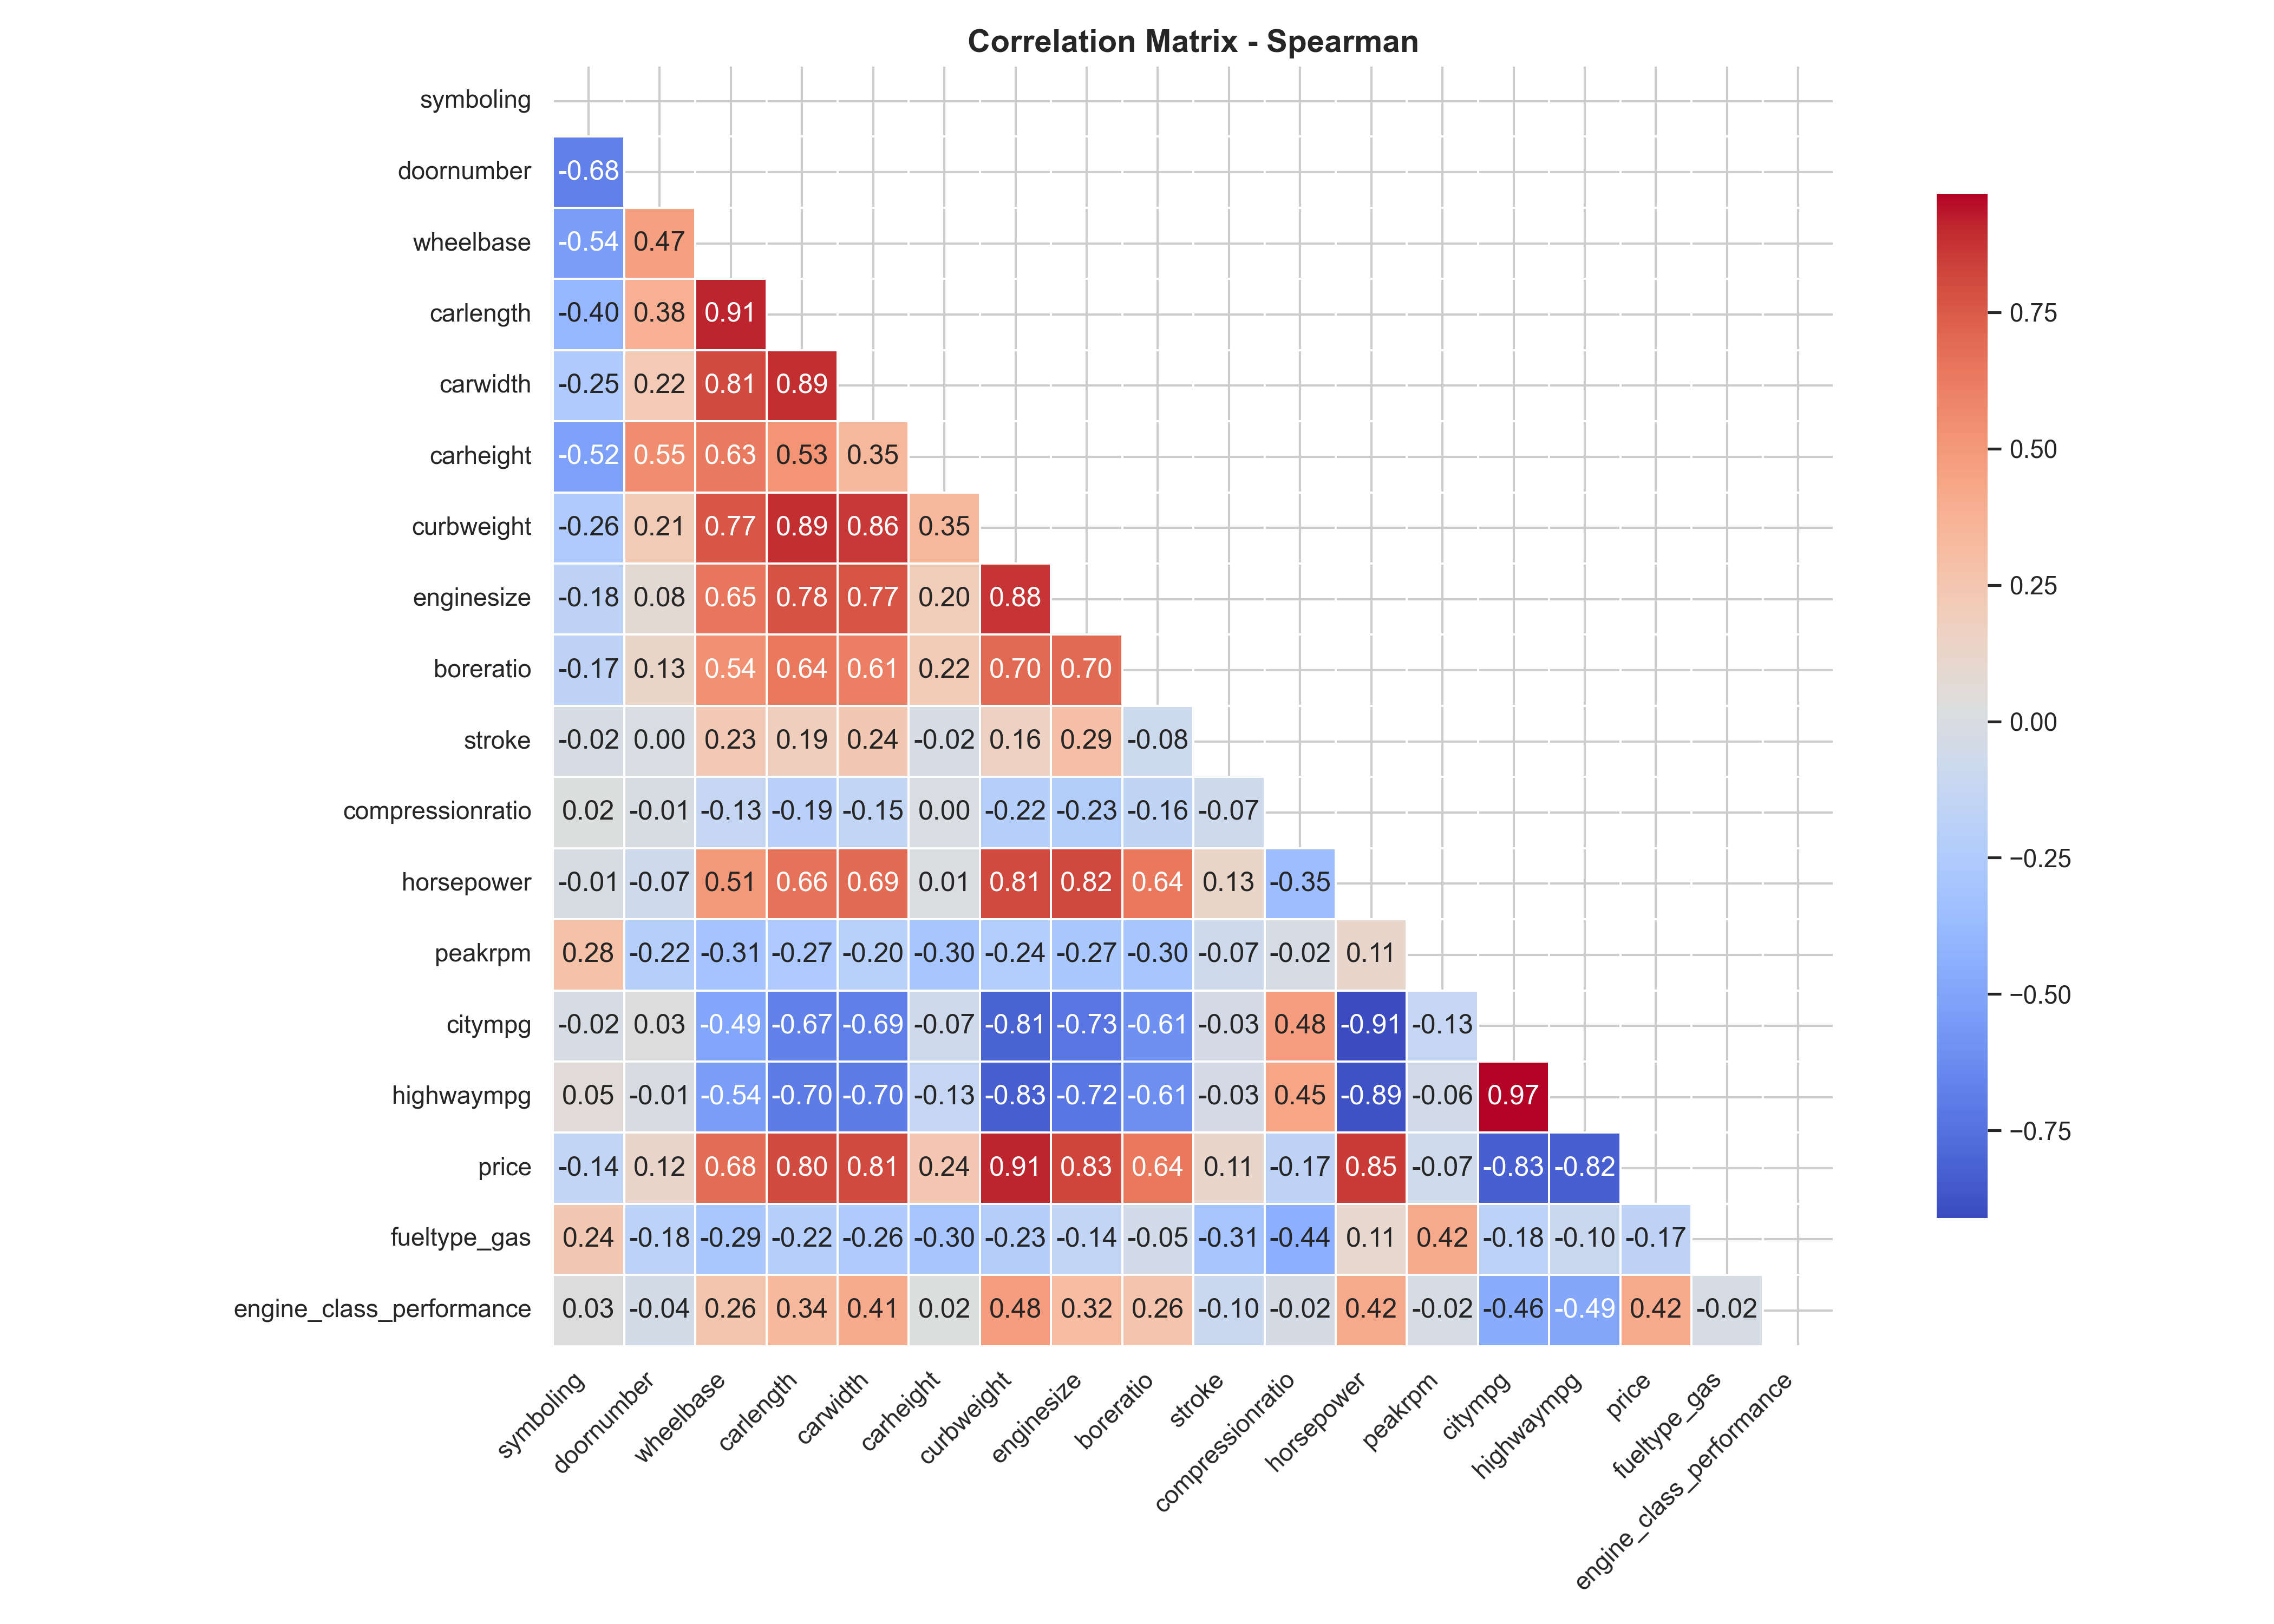 Correlation Matrix - Spearman
symboling
doornumber -0.68
wheelbase -0.54 0.47
carlength -0.40 0.38 0.91
carwidth -0.25 0.22 0.81 0.89
carheight -0.52 0.55 0.63 0.53 0.35
curbweight -0.26 0.21 0.77 0.89 0.86 0.35
enginesize -0.18 0.08 0.65 0.78 0.77 0.20 0.88
boreratio -0.17 0.13 0.54 0.64 0.61 0.22 0.70 0.70
stroke -0.02 0.00 0.23 0.19 0.24 -0.02 0.16 0.29 -0.08
compressionratio 0.02 -0.01 -0.13 -0.19 -0.15 0.00 -0.22 -0.23 -0.16 -0.07
horsepower -0.01 -0.07 0.51 0.66 0.69 0.01 0.81 0.82 0.64 0.13 -0.35
peakrpm 0.28 -0.22 -0.31 -0.27 -0.20 -0.30 -0.24 -0.27 -0.30 -0.07 -0.02 0.11
citympg -0.02 0.03 -0.49 -0.67 -0.69 -0.07 -0.81 -0.73 -0.61 -0.03 0.48 -0.91 -0.13
highwaympg 0.05 -0.01 -0.54 -0.70 -0.70 -0.13 -0.83 -0.72 -0.61 -0.03 0.45 -0.89 -0.06 0.97
price -0.14 0.12 0.68 0.80 0.81 0.24 0.91 0.83 0.64 0.11 -0.17 0.85 -0.07 -0.83 -0.82
fueltype_gas 0.24 -0.18 -0.29 -0.22 -0.26 -0.30 -0.23 -0.14 -0.05 -0.31 -0.44 0.11 0.42 -0.18 -0.10 -0.17
engine_class_performance 0.03 -0.04 0.26 0.34 0.41 0.02 0.48 0.32 0.26 -0.10 -0.02 0.42 -0.02 -0.46 -0.49 0.42 -0.02
symboling doornumber wheelbase carlength carwidth carheight curbweight enginesize boreratio stroke compressionratio horsepower peakrpm citympg highwaympg price fueltype_gas engine_class_performance
0.75
0.50
0.25
0.00
−0.25
−0.50
−0.75